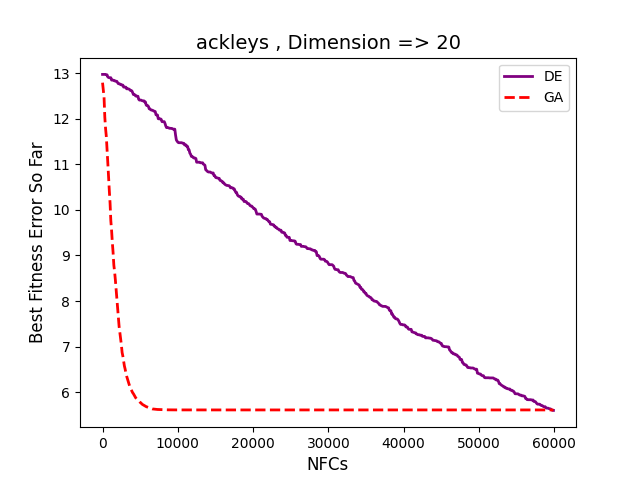 ackleys , Dimension => 20
DE
GA
Best Fitness Error So Far
13
12
11
10
9
8
7
6
0 10000 20000 30000 40000 50000 60000
NFCs